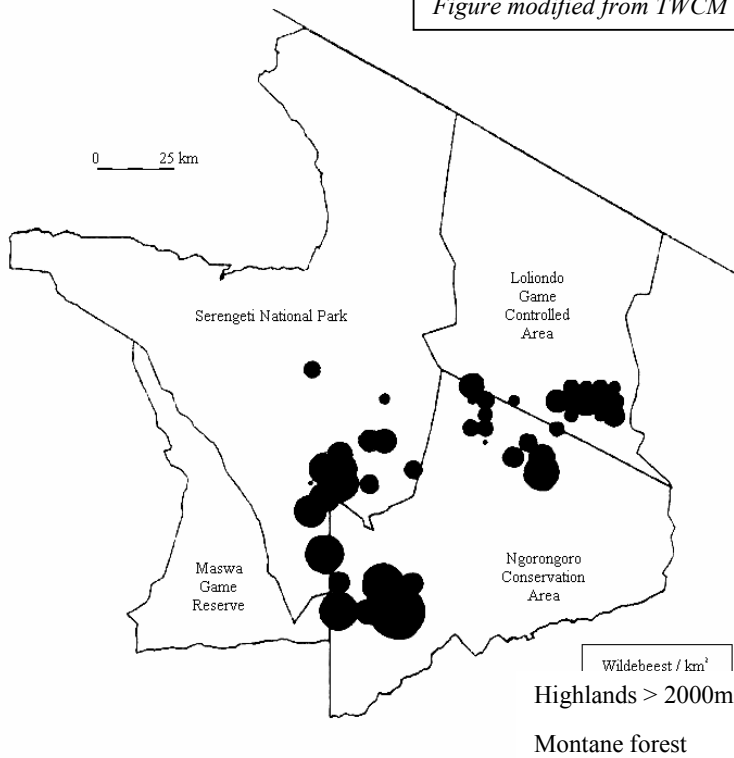 Figure modified from TWCM
0 25 km
Loliondo
Game
Controlled
Area
Serengeti National Park
Maswa
Game
Reserve
Ngorongoro
Conservation
Area
Wildebeest / km²
Highlands > 2000m
Montane forest